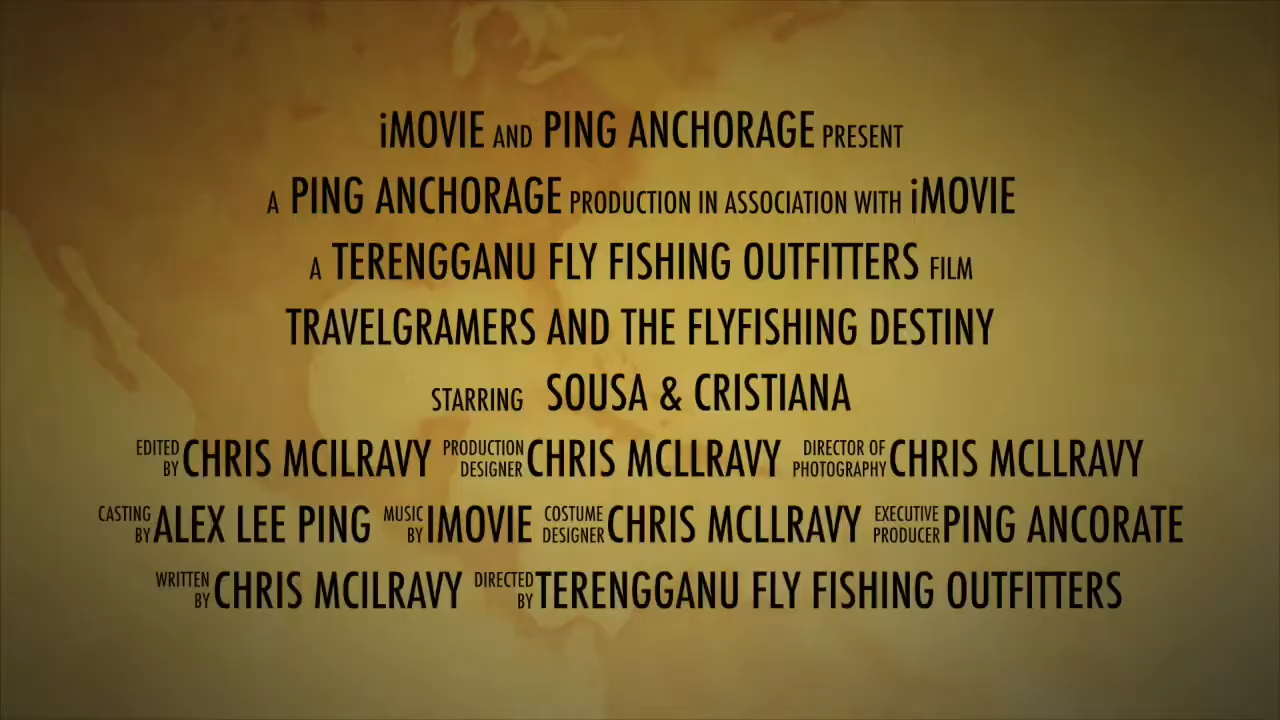 iMOVIE AND PING ANCHORAGE PRESENT
A PING ANCHORAGE PRODUCTION IN ASSOCIATION WITH iMOVIE
A TERENGGANU FLY FISHING OUTFITTERS FILM
TRAVELGRAMERS AND THE FLYFISHING DESTINY
STARRING SOUSA & CRISTIANA
EDITED BY CHRIS MCILRAVY PRODUCTION DESIGNER CHRIS MCLLRAVY DIRECTOR OF PHOTOGRAPHY CHRIS MCLLRAVY
CASTING BY ALEX LEE PING MUSIC BY IMOVIE COSTUME DESIGNER CHRIS MCLLRAVY EXECUTIVE PRODUCER PING ANCORATE
WRITTEN BY CHRIS MCILRAVY DIRECTED BY TERENGGANU FLY FISHING OUTFITTERS